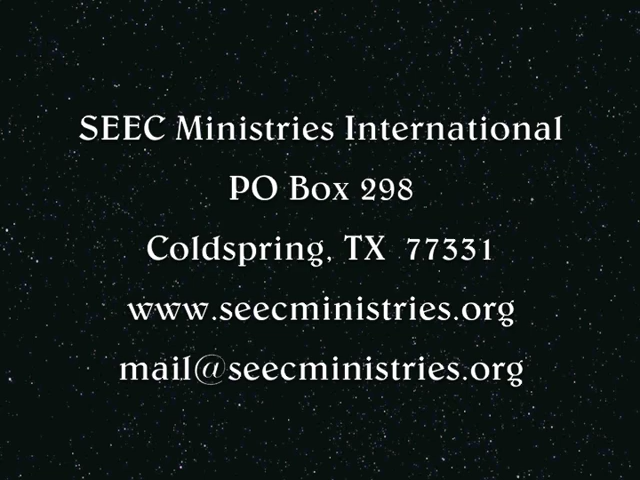 SEEC Ministries International
PO Box 298
Coldspring, TX  77331
www.seecministries.org
mail@seecministries.org